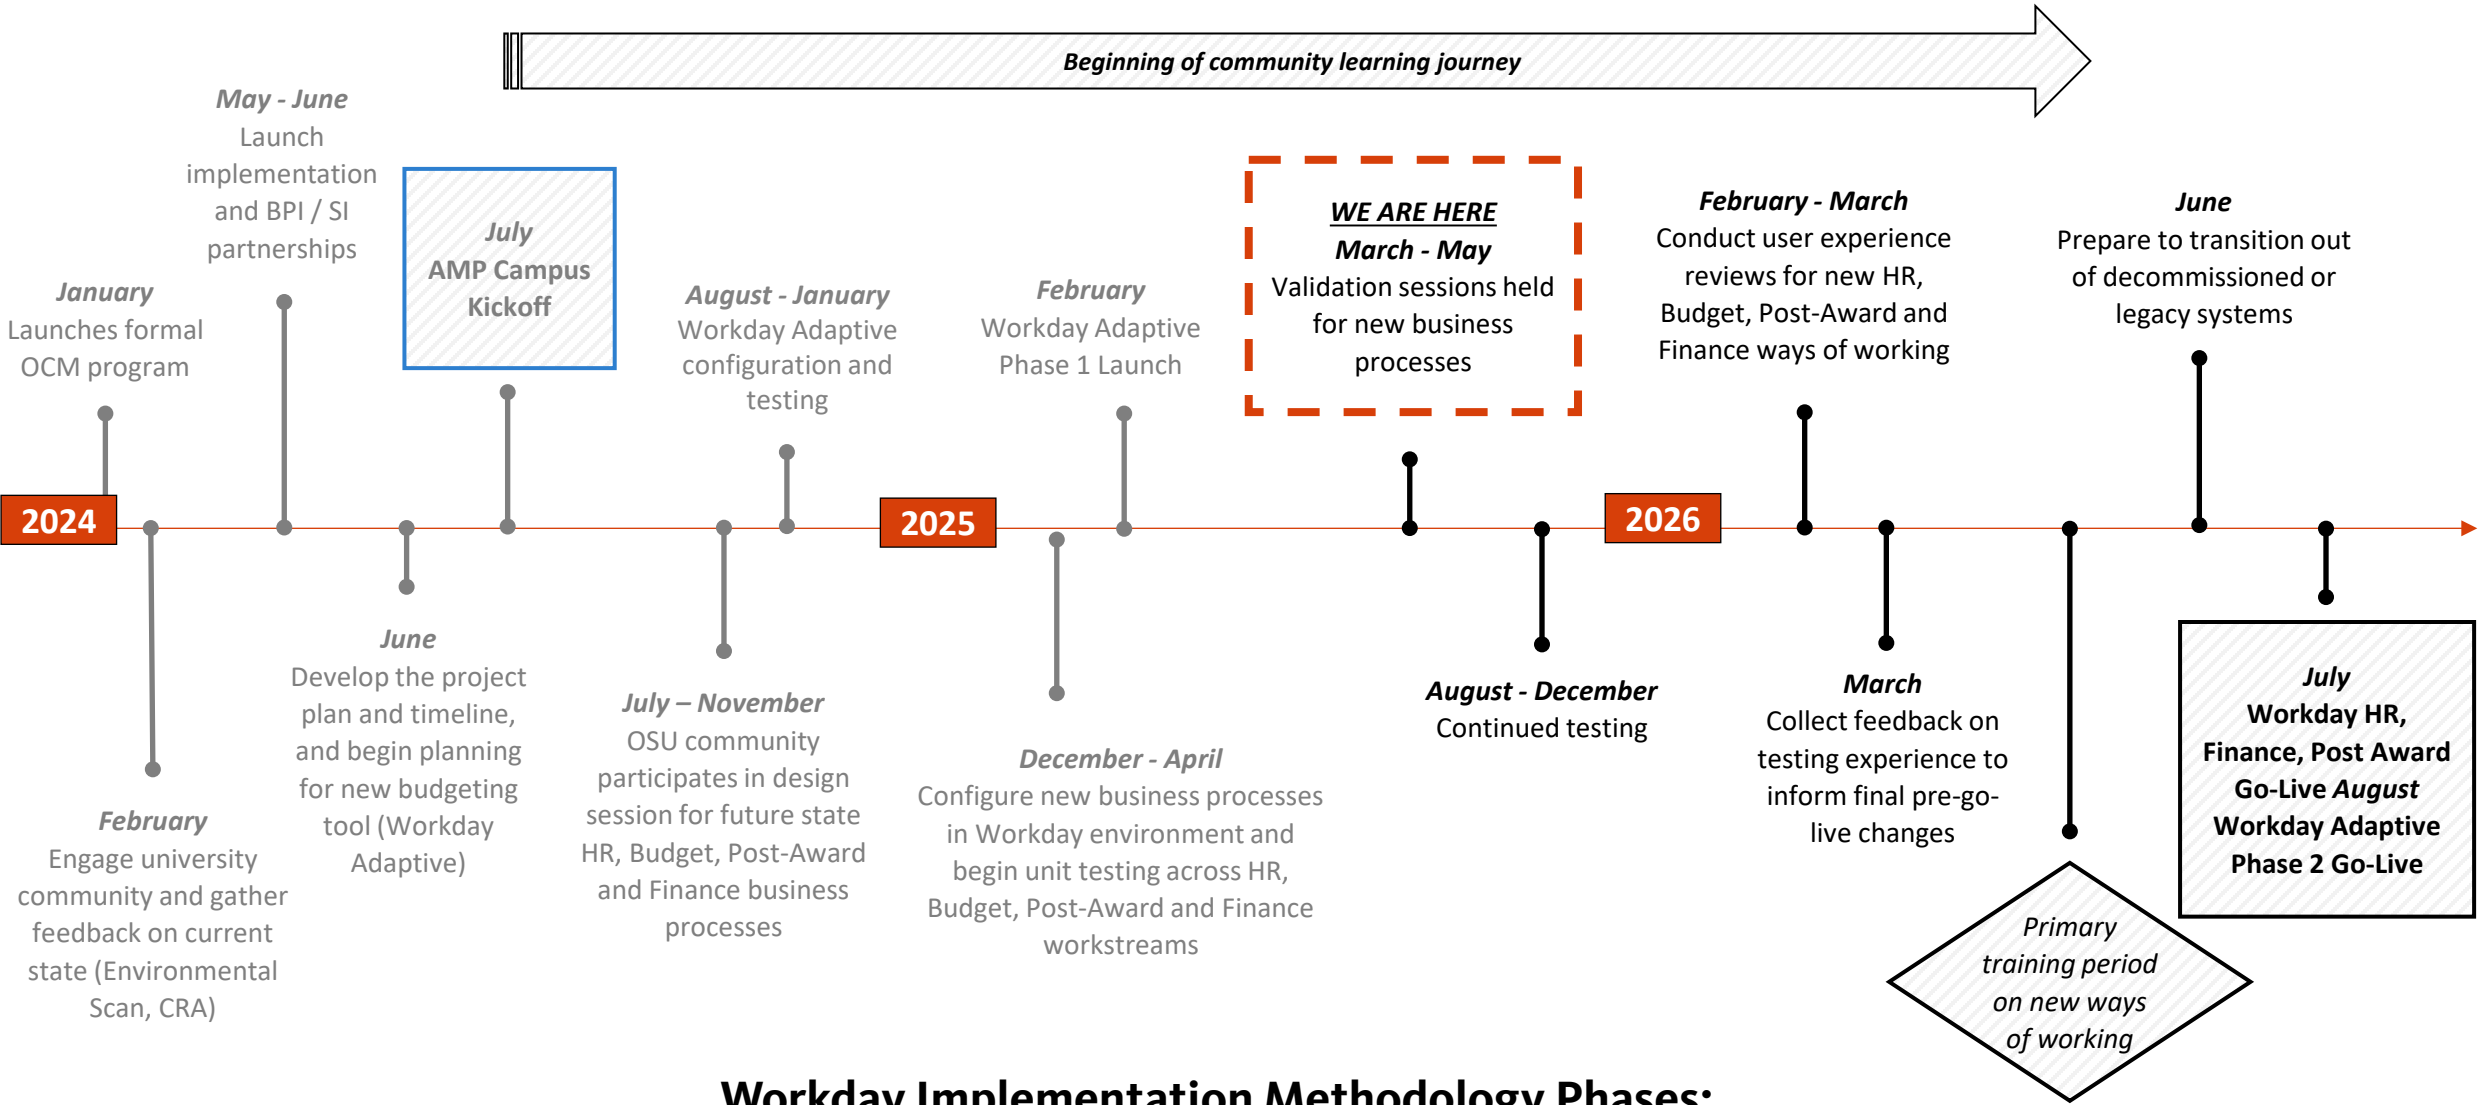 Beginning of community learning journey
May - June
Launch
implementation
and BPI / SI
partnerships
January
Launches formal
OCM program
July
AMP Campus
Kickoff
August - January
Workday Adaptive
configuration and
testing
February
Workday Adaptive
Phase 1 Launch
WE ARE HERE
March - May
Validation sessions held
for new business
processes
February - March
Conduct user experience
reviews for new HR,
Budget, Post-Award and
Finance ways of working
June
Prepare to transition out
of decommissioned or
legacy systems
2024
2025
2026
February
Engage university
community and gather
feedback on current
state (Environmental
Scan, CRA)
June
Develop the project
plan and timeline,
and begin planning
for new budgeting
tool (Workday
Adaptive)
July – November
OSU community
participates in design
session for future state
HR, Budget, Post-Award
and Finance business
processes
December - April
Configure new business processes
in Workday environment and
begin unit testing across HR,
Budget, Post-Award and Finance
workstreams
August - December
Continued testing
March
Collect feedback on
testing experience to
inform final pre-go-
live changes
Primary
training period
on new ways
of working
July
Workday HR,
Finance, Post Award
Go-Live August
Workday Adaptive
Phase 2 Go-Live
Workday Implementation Methodology Phases: